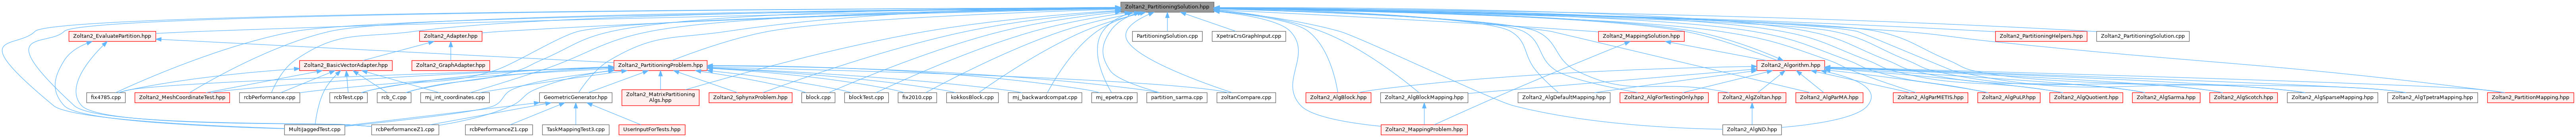 Zoltan2_PartitioningSolution.hpp
Zoltan2_EvaluatePartition.hpp
Zoltan2_Adapter.hpp
PartitioningSolution.cpp
XpetraCrsGraphInput.cpp
Zoltan2_MappingSolution.hpp
Zoltan2_PartitioningHelpers.hpp
Zoltan2_PartitionSolution.cpp
Zoltan2_BasicVectorAdapter.hpp
Zoltan2_GraphAdapter.hpp
Zoltan2_PartitioningProblem.hpp
Zoltan2_Algorithm.hpp
fix4785.cpp
Zoltan2_MeshCoordinateTest.hpp
rcbPerformance.cpp
rcbTest.cpp
rcb_C.cpp
mj_int_coordinates.cpp
GeometricGenerator.hpp
Zoltan2_MatrixPartitioning
Algs.hpp
Zoltan2_SphynxProblem.hpp
block.cpp
blockTest.cpp
fix2010.cpp
kokkosBlock.cpp
mj_backwardcompat.cpp
mj_epetra.cpp
partition_sarma.cpp
zoltanCompare.cpp
Zoltan2_AlgBlock.hpp
Zoltan2_AlgBlockMapping.hpp
Zoltan2_AlgDefaultMapping.hpp
Zoltan2_AlgForTestingOnly.hpp
Zoltan2_AlgZoltan.hpp
Zoltan2_AlgParMA.hpp
Zoltan2_AlgParMETIS.hpp
Zoltan2_AlgPuLP.hpp
Zoltan2_AlgQuotient.hpp
Zoltan2_AlgSarma.hpp
Zoltan2_AlgScotch.hpp
Zoltan2_AlgSparseMapping.hpp
Zoltan2_AlgTpetraMapping.hpp
Zoltan2_PartitionMapping.hpp
MultiJaggedTest.cpp
rcbPerformanceZ1.cpp
rcbPerformanceZ1.cpp
TaskMappingTest3.cpp
UserInputForTests.hpp
Zoltan2_MappingProblem.hpp
Zoltan2_AlgND.hpp